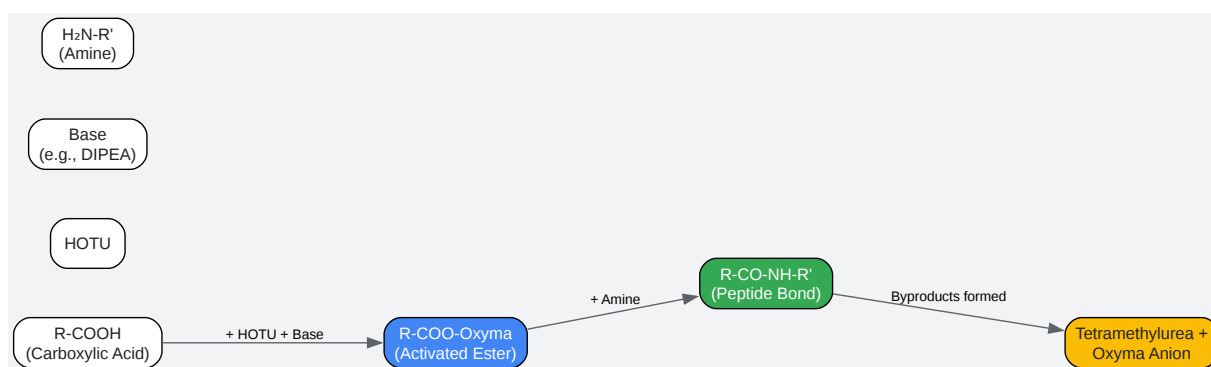 H₂N-R'
(Amine)
Base
(e.g., DIPEA)
HOTU
R-COOH
(Carboxylic Acid)
+ HOTU + Base
R-COO-Oxyma
(Activated Ester)
+ Amine
R-CO-NH-R'
(Peptide Bond)
Byproducts formed
Tetramethylurea +
Oxyma Anion